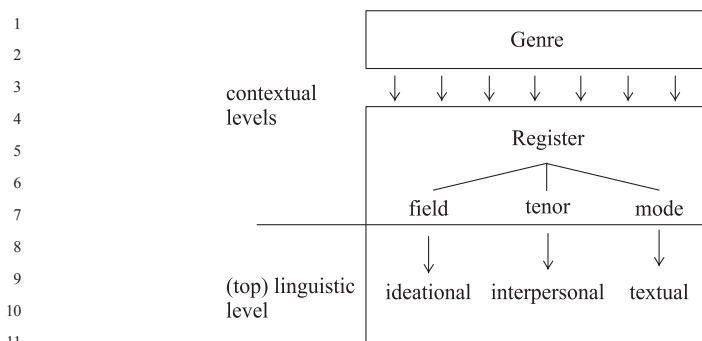 1
2
3
4
5
6
7
8
9
10
11
Genre
contextual
levels
Register
field tenor mode
(top) linguistic
level
ideational interpersonal textual